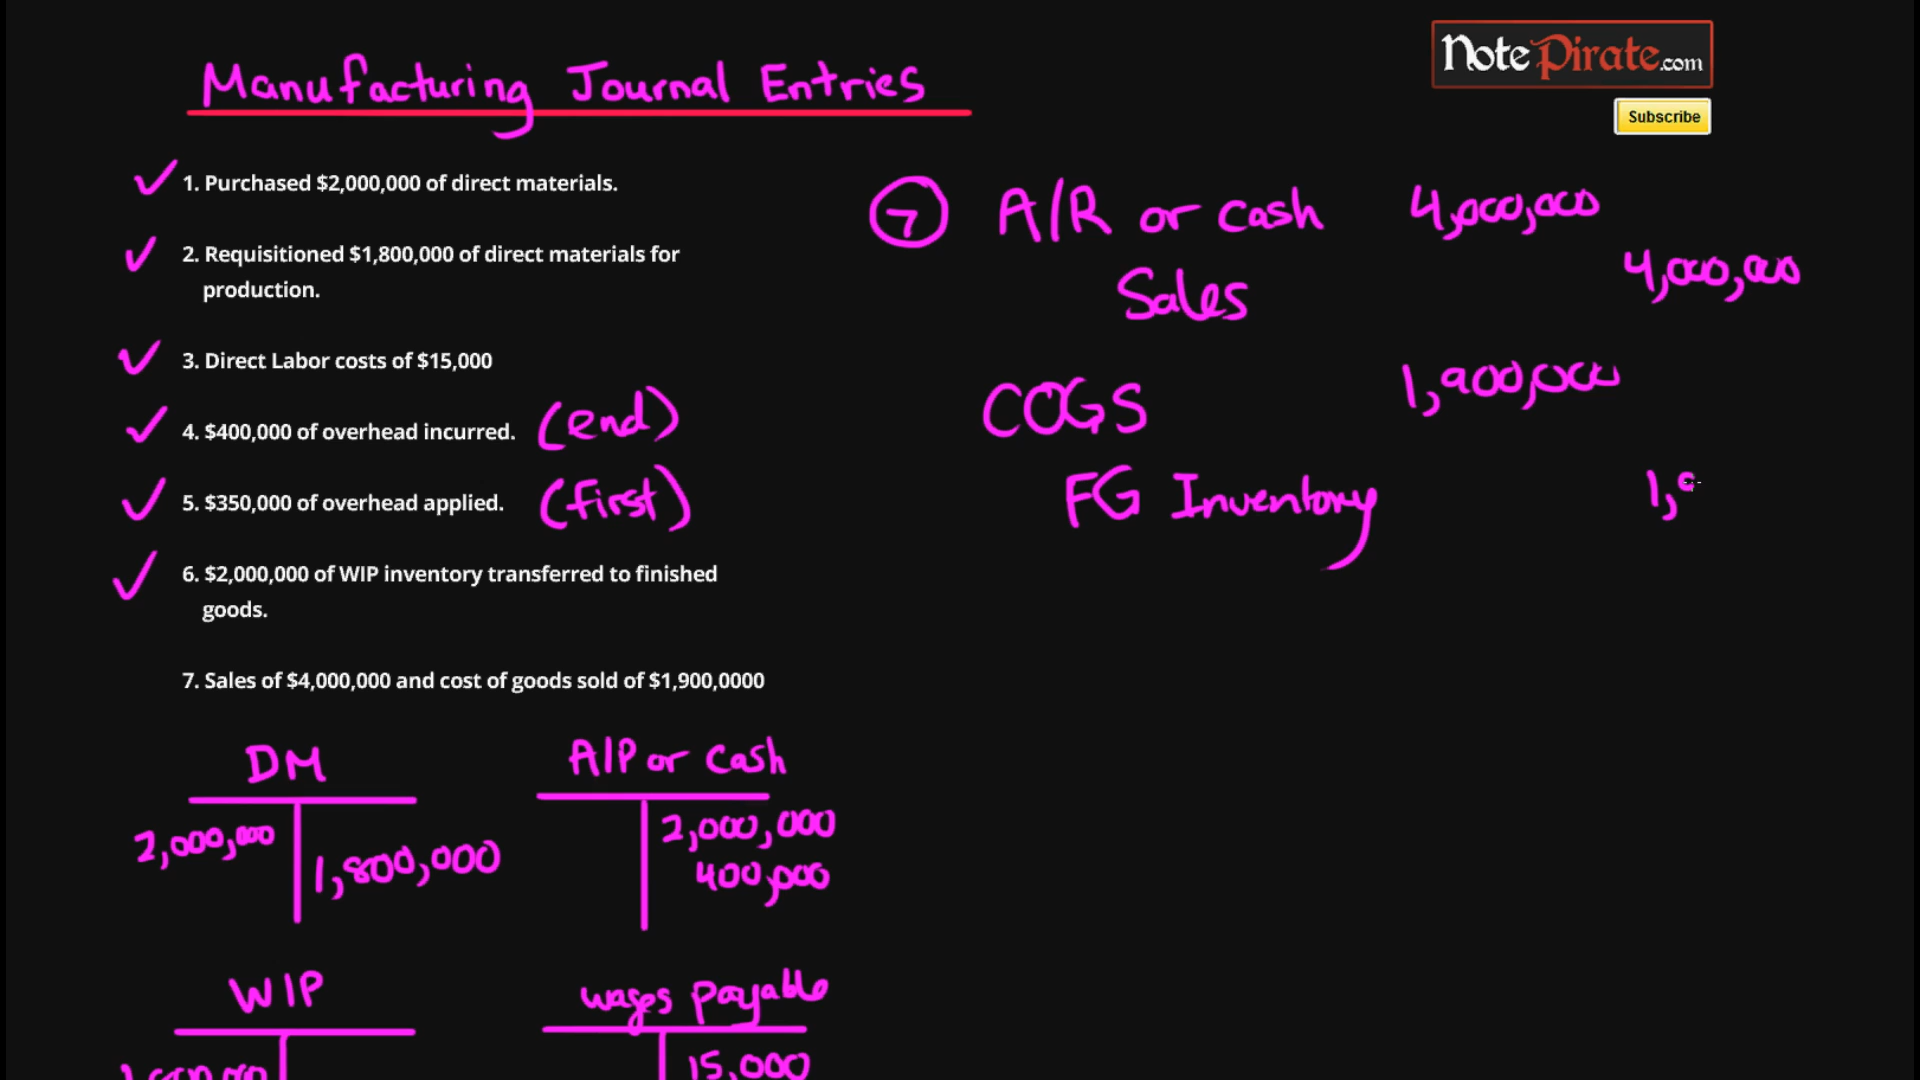 Manufacturing Journal Entries
NotePirate.com
Subscribe
1. Purchased $2,000,000 of direct materials.
2. Requisitioned $1,800,000 of direct materials for
production.
3. Direct Labor costs of $15,000
4. $400,000 of overhead incurred. (end)
5. $350,000 of overhead applied. (first)
6. $2,000,000 of WIP inventory transferred to finished
goods.
7. Sales of $4,000,000 and cost of goods sold of $1,900,0000
7 A/R or cash 4,000,000
Sales 4,000,000
COGS 1,900,000
FG Inventory 1,
DM
2,000,000 1,800,000
A/P or Cash
2,000,000
400,000
WIP
wages payable
15,000